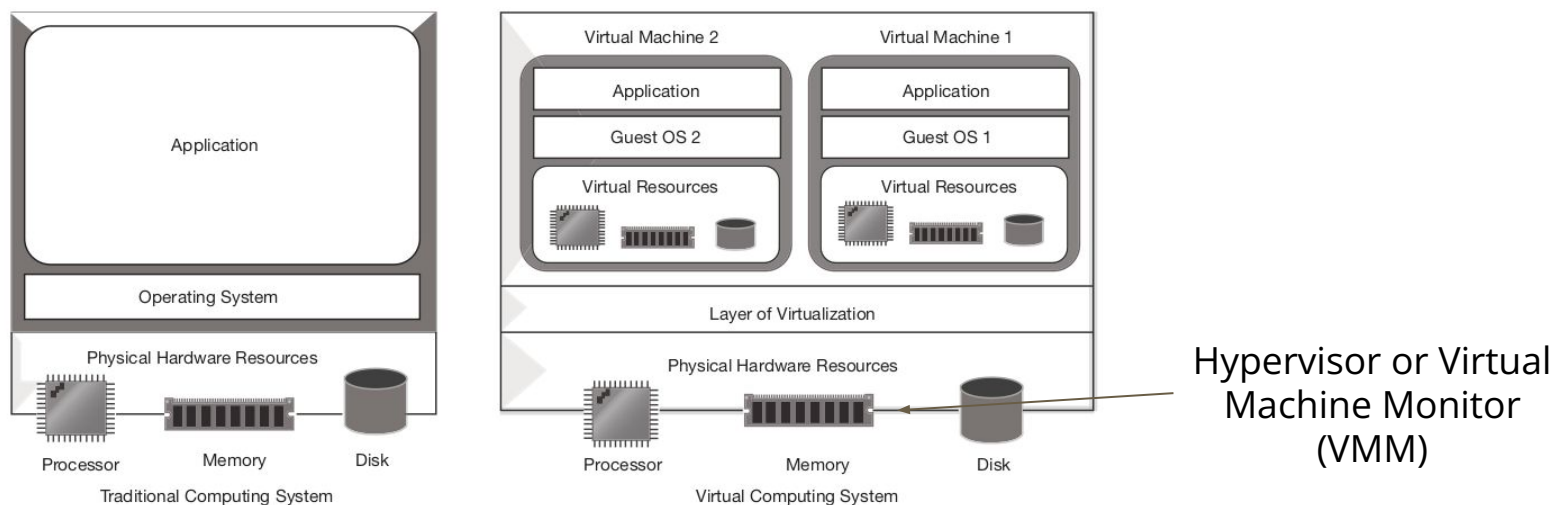 Application
Operating System
Physical Hardware Resources
Processor
Memory
Disk
Traditional Computing System
Virtual Machine 2
Application
Guest OS 2
Virtual Resources
Virtual Machine 1
Application
Guest OS 1
Virtual Resources
Layer of Virtualization
Physical Hardware Resources
Processor
Memory
Disk
Virtual Computing System
Hypervisor or Virtual
Machine Monitor
(VMM)